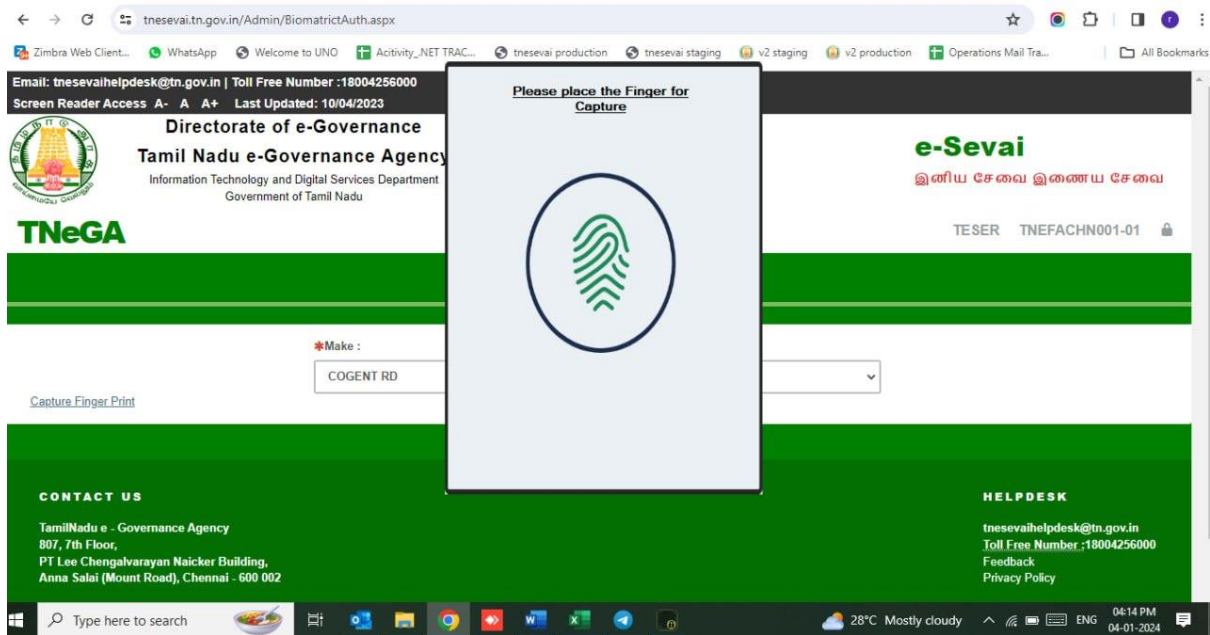 tnesevai.tn.gov.in/Admin/BiomatrictAuth.aspx
Zimbra Web Client... WhatsApp Welcome to UNO Acitivity_.NET TRAC... tnesevai production tnesevai staging v2 staging v2 production Operations Mail Tra... All Bookmarks
Email: tnesevaihelpdesk@tn.gov.in | Toll Free Number :18004256000
Screen Reader Access A- A A+ Last Updated: 10/04/2023
Please place the Finger for
Capture
Directorate of e-Governance
Tamil Nadu e-Governance Agency
Information Technology and Digital Services Department
Government of Tamil Nadu
TNeGA
e-Sevai
இனிய சேவை இணைய சேவை
TESER TNEFACHN001-01
*Make :
COGENT RD
Capture Finger Print
CONTACT US
TamilNadu e - Governance Agency
807, 7th Floor,
PT Lee Chengalvarayan Naicker Building,
Anna Salai (Mount Road), Chennai - 600 002
HELPDESK
tnesevaihelpdesk@tn.gov.in
Toll Free Number :18004256000
Feedback
Privacy Policy
Type here to search
28°C Mostly cloudy ENG
04:14 PM
04-01-2024